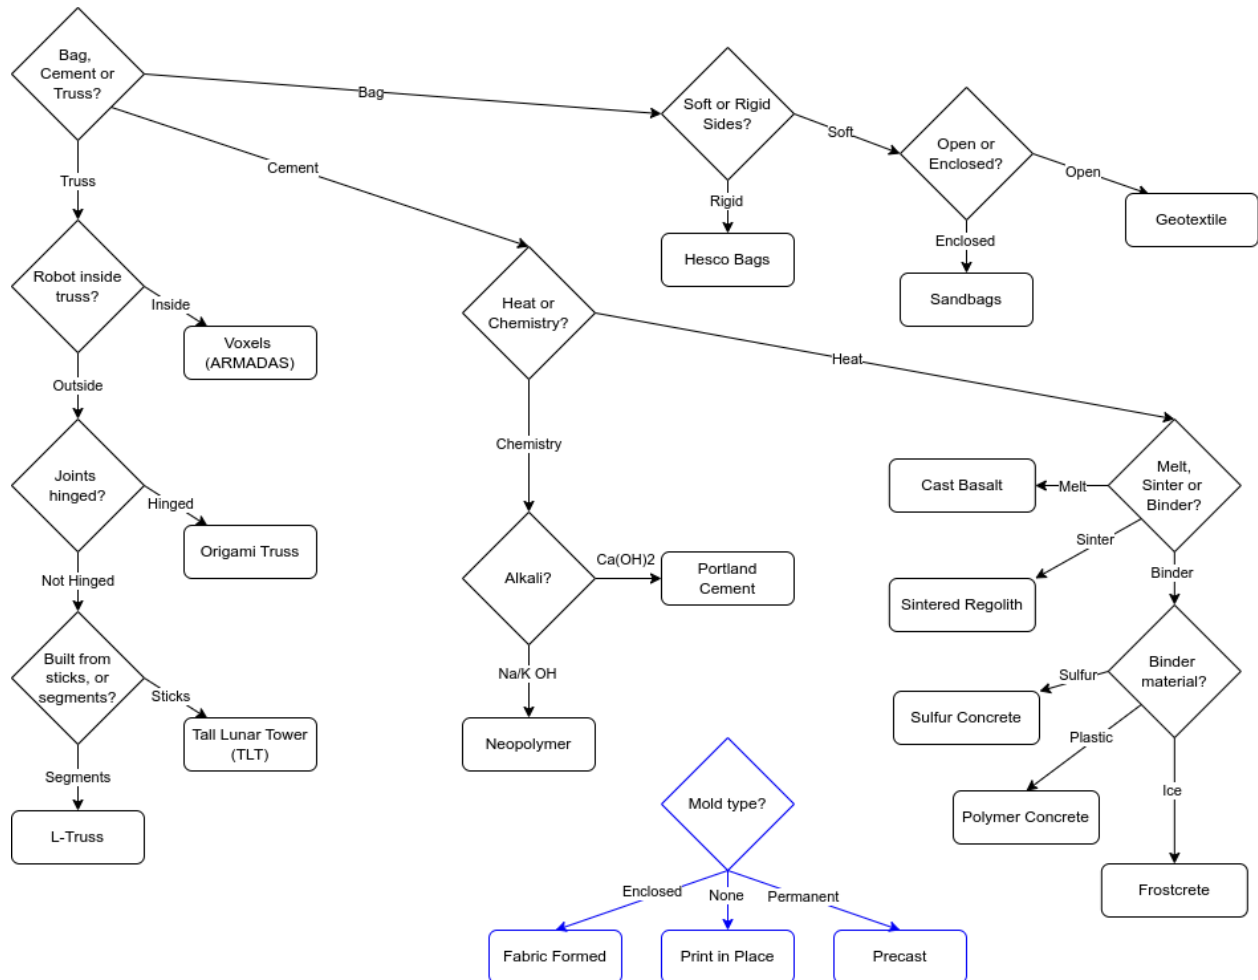 Bag,
Cement or
Truss?
Bag
Soft or Rigid
Sides?
Soft
Open or
Enclosed?
Open
Geotextile
Cement
Truss
Rigid
Hesco Bags
Enclosed
Sandbags
Robot inside
truss?
Inside
Voxels
(ARMADAS)
Heat or
Chemistry?
Heat
Outside
Chemistry
Joints
hinged?
Hinged
Origami Truss
Melt,
Sinter or
Binder?
Melt
Cast Basalt
Sinter
Sintered Regolith
Binder
Not Hinged
Alkali?
Ca(OH)2
Portland
Cement
Na/K OH
Neopolymer
Built from
sticks, or
segments?
Sticks
Tall Lunar Tower
(TLT)
Segments
L-Truss
Binder
material?
Sulfur
Sulfur Concrete
Plastic
Polymer Concrete
Ice
Frostcrete
Mold type?
Enclosed
None
Permanent
Fabric Formed
Print in Place
Precast